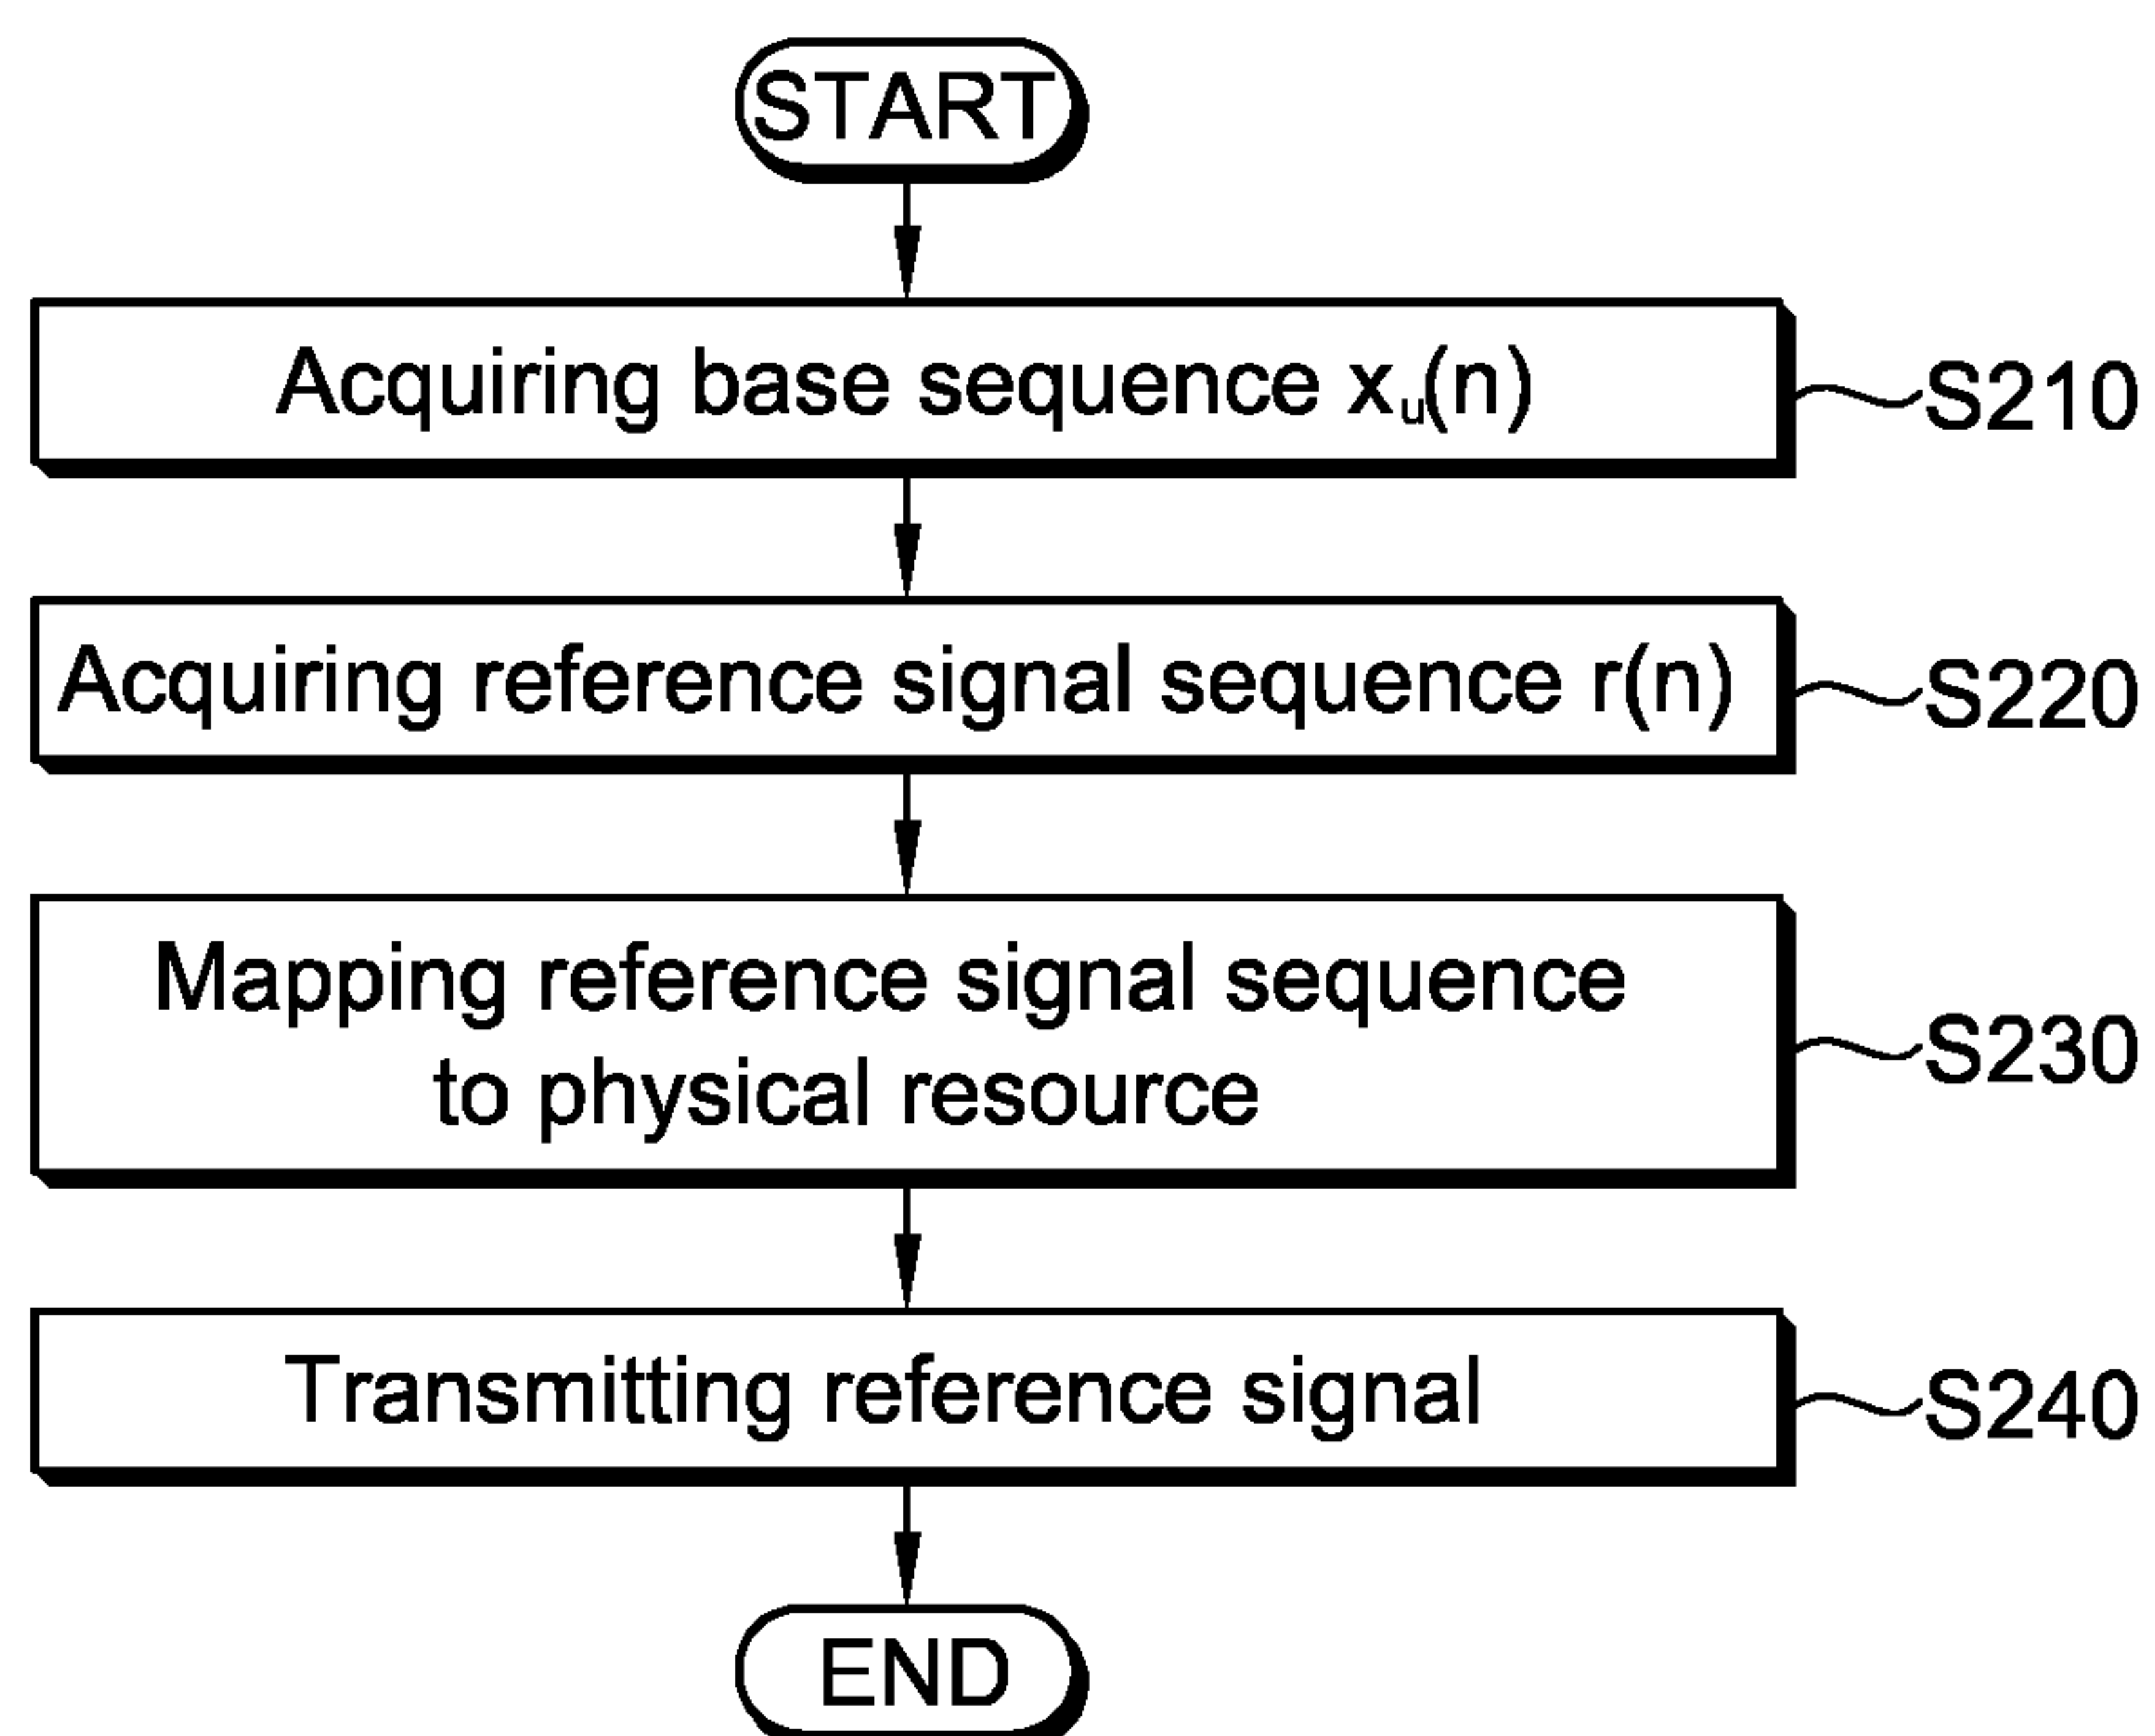 START
Acquiring base sequence xᵤ(n)
S210
Acquiring reference signal sequence r(n)
S220
Mapping reference signal sequence
to physical resource
S230
Transmitting reference signal
S240
END